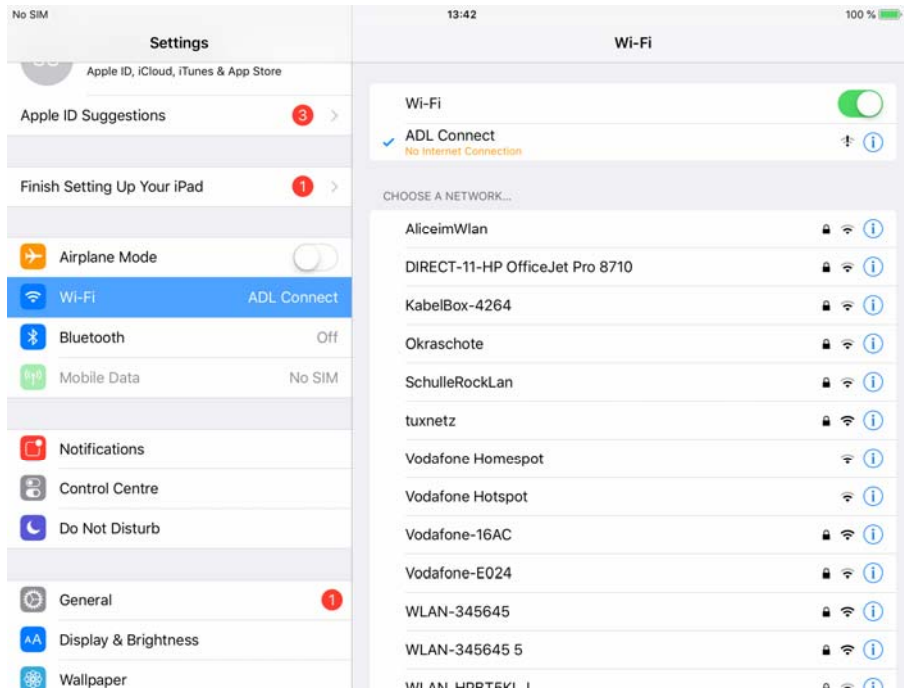 No SIM
13:42
100 %
Settings
Wi-Fi
Apple ID, iCloud, iTunes & App Store
Apple ID Suggestions
3
Finish Setting Up Your iPad
1
Airplane Mode
Wi-Fi
ADL Connect
Bluetooth
Off
Mobile Data
No SIM
Notifications
Control Centre
Do Not Disturb
General
1
AA Display & Brightness
Wallpaper
Wi-Fi
ADL Connect
No Internet Connection
CHOOSE A NETWORK...
AliceimWlan
DIRECT-11-HP OfficeJet Pro 8710
KabelBox-4264
Okraschote
SchulleRockLan
tuxnetz
Vodafone Homespot
Vodafone Hotspot
Vodafone-16AC
Vodafone-E024
WLAN-345645
WLAN-345645 5